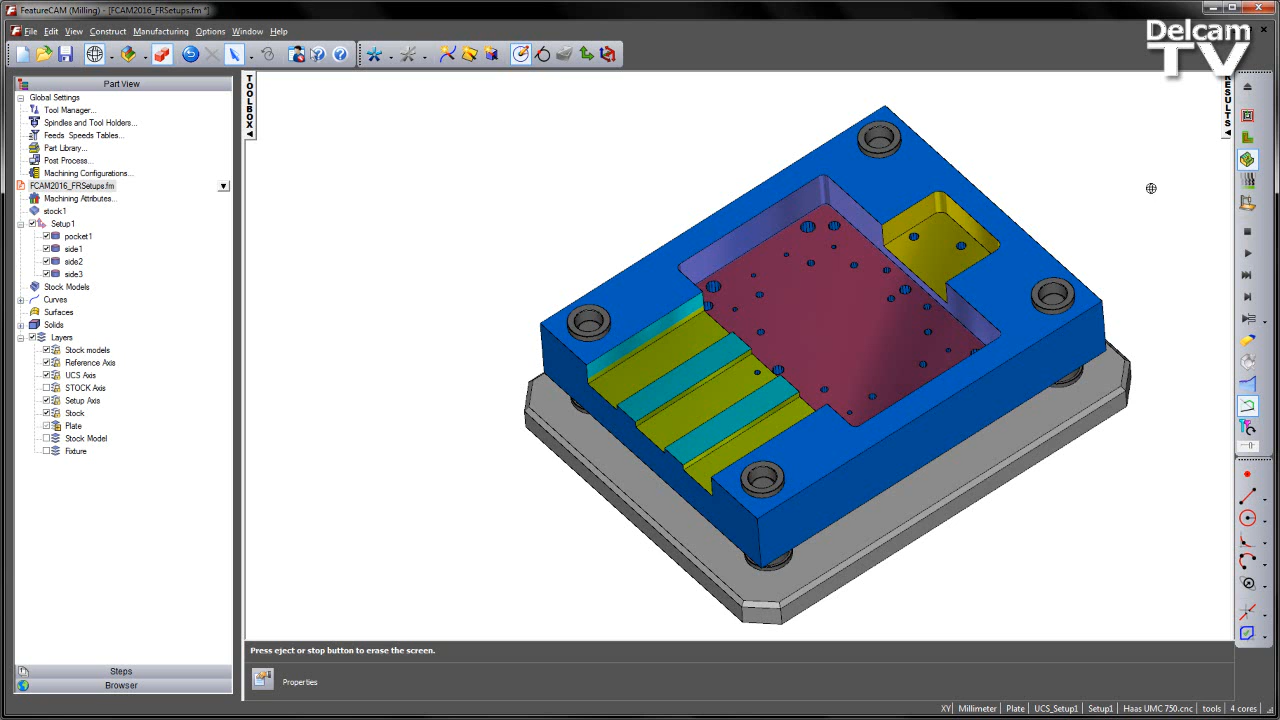 FeatureCAM (Milling) - [FCAM2016_FRSetups.fm *]
File Edit View Construct Manufacturing Options Window Help
Delcam
TV
Part View
TOOLBOX
RESULTS
Global Settings
Tool Manager...
Spindles and Tool Holders...
Feeds Speeds Tables...
Part Library...
Post Process...
Machining Configurations...
FCAM2016_FRSetups.fm
Machining Attributes...
stock1
Setup1
pocket1
side1
side2
side3
Stock Models
Curves
Surfaces
Solids
Layers
Stock models
Reference Axis
UCS Axis
STOCK Axis
Setup Axis
Stock
Plate
Stock Model
Fixture
Steps
Browser
Press eject or stop button to erase the screen.
Properties
XY Millimeter Plate UCS_Setup1 Setup1 Haas UMC 750.cnc tools 4 cores